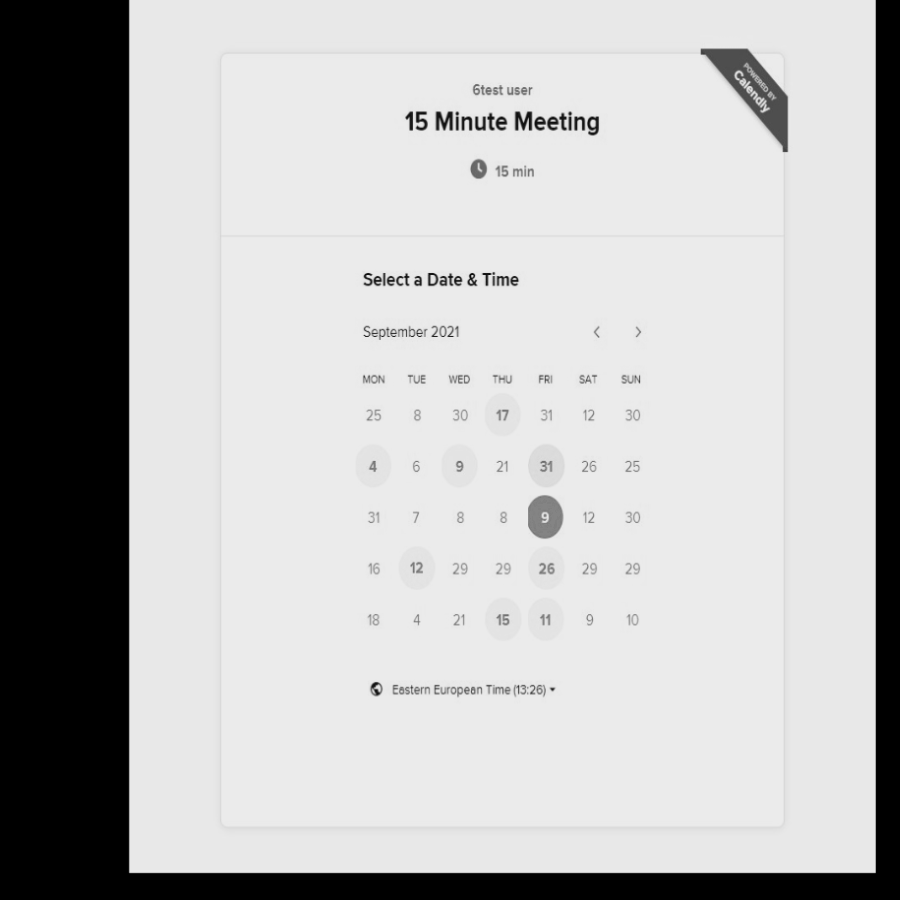 POWERED BY
Calendly
6test user
15 Minute Meeting
15 min
Select a Date & Time
September 2021
MON TUE WED THU FRI SAT SUN
25 8 30 17 31 12 30
4 6 9 21 31 26 25
31 7 8 8 9 12 30
16 12 29 29 26 29 29
18 4 21 15 11 9 10
Eastern European Time (13:26)